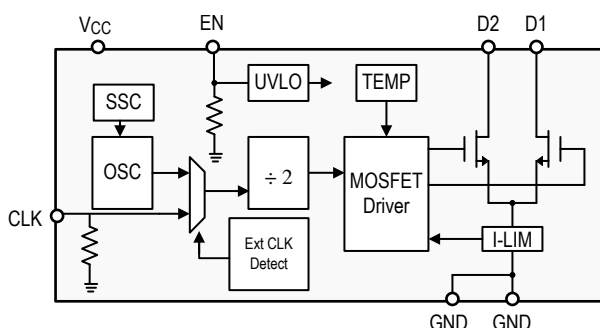 VCC EN D2 D1
SSC UVLO TEMP
OSC ÷ 2 MOSFET
Driver
CLK
Ext CLK
Detect
I-LIM
GND GND